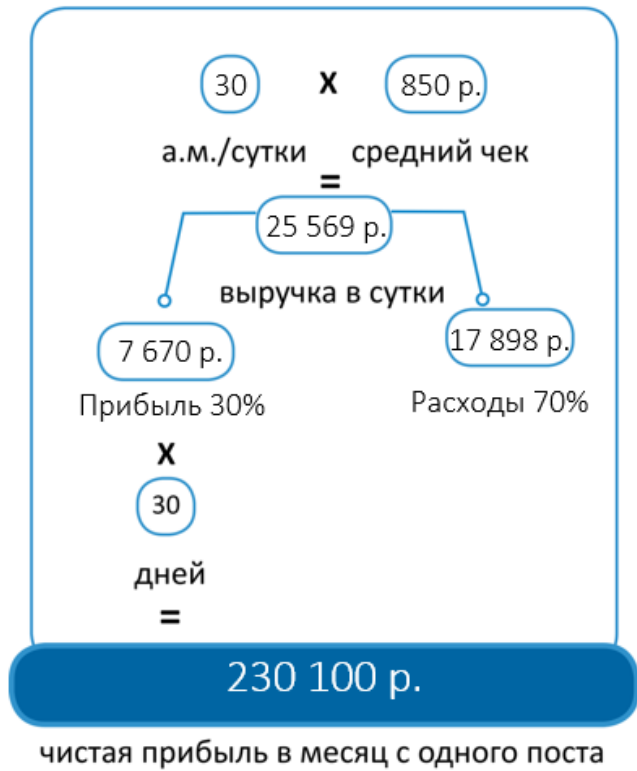 30 X 850 р.
а.м./сутки средний чек
=
25 569 р.
выручка в сутки
7 670 р. 17 898 р.
Прибыль 30% Расходы 70%
X
30
дней
=
230 100 р.
чистая прибыль в месяц с одного поста